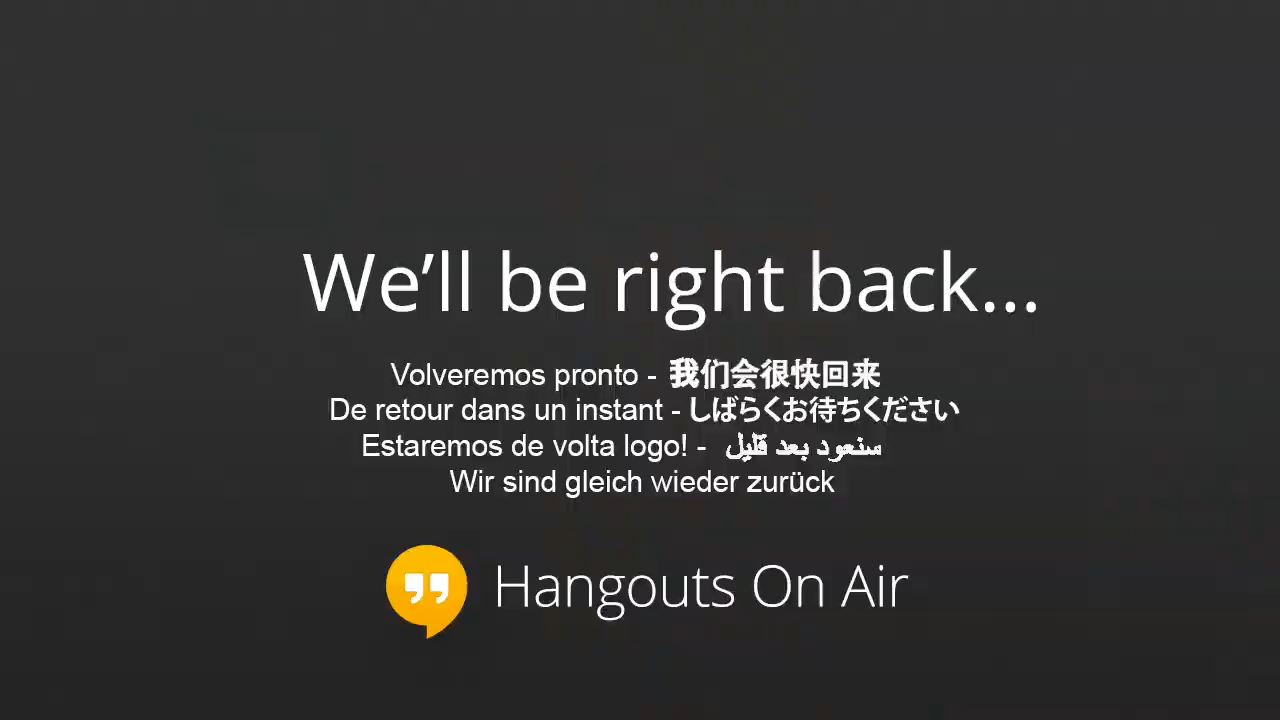 We'll be right back...
Volveremos pronto - 我们会很快回来
De retour dans un instant - しばらくお待ちください
Estaremos de volta logo! - سنعود بعد قليل
Wir sind gleich wieder zurück
Hangouts On Air